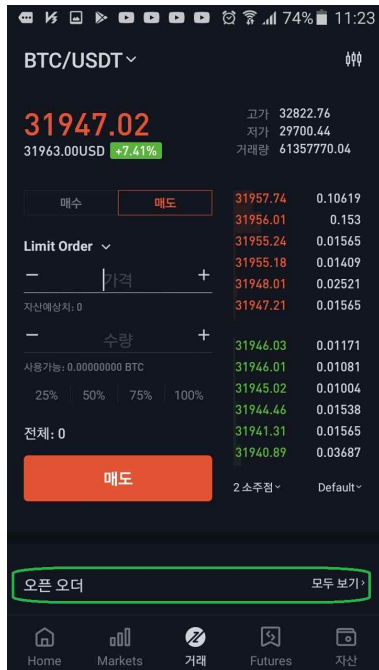 74% 11:23
BTC/USDT
31947.02
31963.00USD +7.41%
고가 32822.76
저가 29700.44
거래량 61357770.04
매수 매도
Limit Order
가격
자산예상치: 0
수량
사용가능: 0.00000000 BTC
25% 50% 75% 100%
전체: 0
매도
31957.74 0.10619
31956.01 0.153
31955.24 0.01565
31955.18 0.01409
31948.01 0.02521
31947.21 0.01565
31946.03 0.01171
31946.01 0.01081
31945.02 0.01004
31944.46 0.01538
31941.31 0.01565
31940.89 0.03687
2 소주점 Default
오픈 오더 모두 보기
Home Markets 거래 Futures 자산